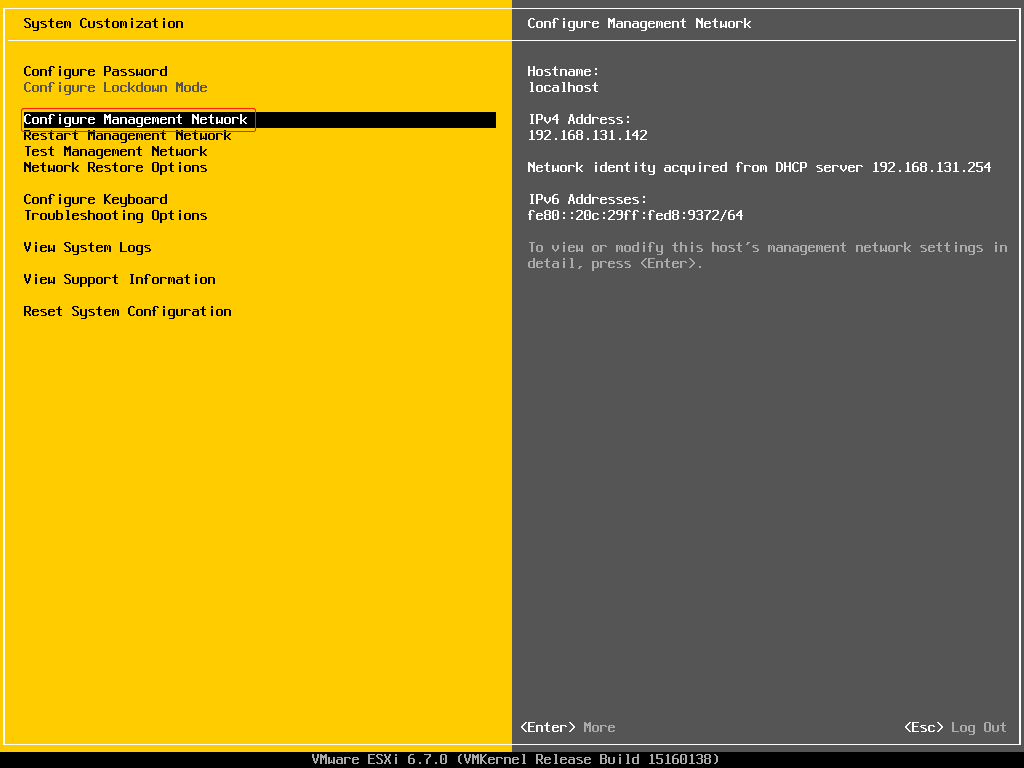 System Customization
Configure Password
Configure Lockdown Mode
Configure Management Network
Restart Management Network
Test Management Network
Network Restore Options
Configure Keyboard
Troubleshooting Options
View System Logs
View Support Information
Reset System Configuration
Configure Management Network
Hostname:
localhost
IPv4 Address:
192.168.131.142
Network identity acquired from DHCP server 192.168.131.254
IPv6 Addresses:
fe80::20c:29ff:fed8:9372/64
To view or modify this host's management network settings in
detail, press <Enter>.
<Enter> More
<Esc> Log Out
VMware ESXi 6.7.0 (VMKernel Release Build 15160138)